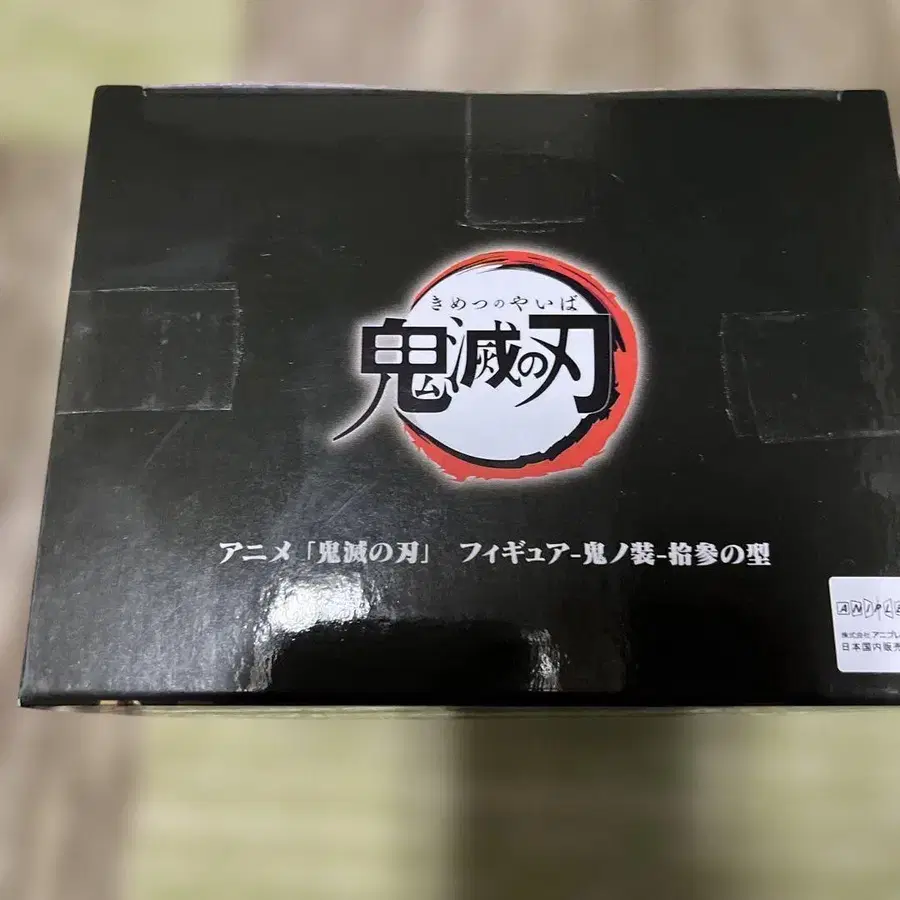 きめつのやいば
鬼滅の刃
アニメ「鬼滅の刃」 フィギュア-鬼ノ装-拾参の型
ANIPLE
株式会社アニプレ
日本国内販売